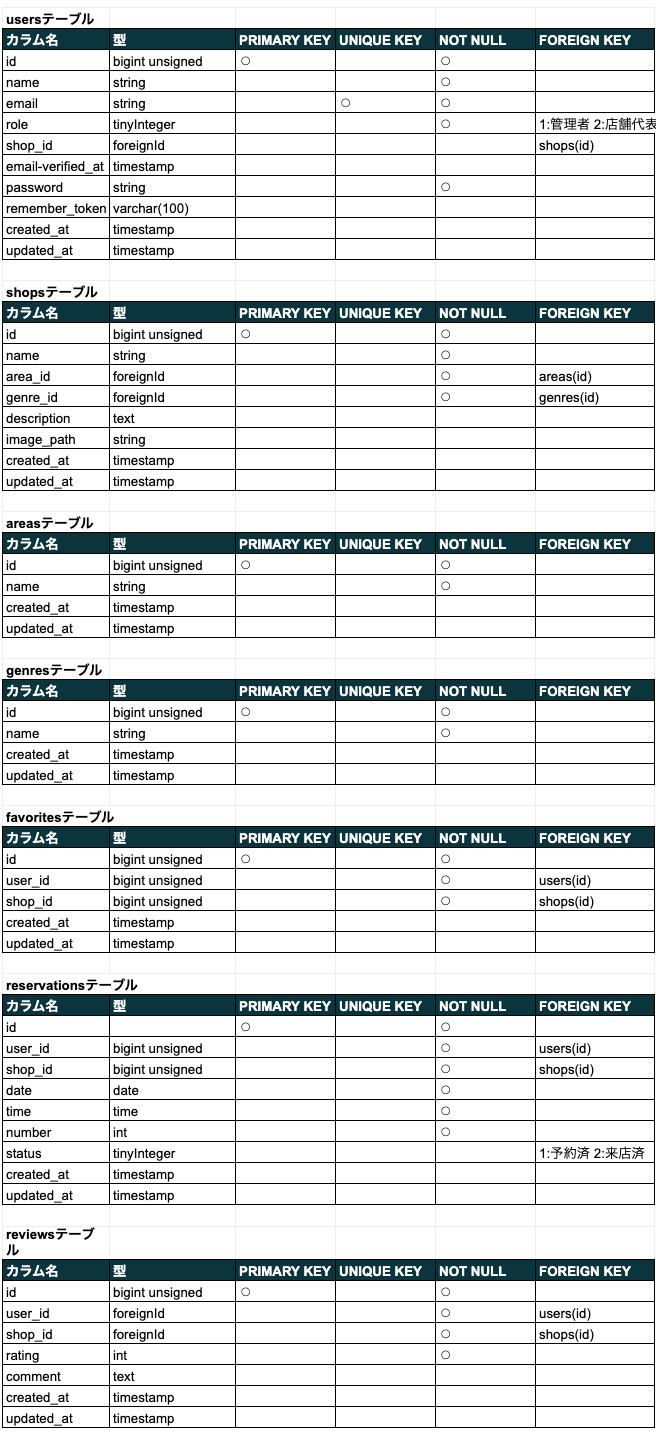 usersテーブル
カラム名 型 PRIMARY KEY UNIQUE KEY NOT NULL FOREIGN KEY
id bigint unsigned ○ ○
name string ○
email string ○ ○
role tinyInteger ○ 1:管理者 2:店舗代表
shop_id foreignId shops(id)
email-verified_at timestamp
password string ○
remember_token varchar(100)
created_at timestamp
updated_at timestamp
shopsテーブル
カラム名 型 PRIMARY KEY UNIQUE KEY NOT NULL FOREIGN KEY
id bigint unsigned ○ ○
name string ○
area_id foreignId ○ areas(id)
genre_id foreignId ○ genres(id)
description text
image_path string
created_at timestamp
updated_at timestamp
areasテーブル
カラム名 型 PRIMARY KEY UNIQUE KEY NOT NULL FOREIGN KEY
id bigint unsigned ○ ○
name string ○
created_at timestamp
updated_at timestamp
genresテーブル
カラム名 型 PRIMARY KEY UNIQUE KEY NOT NULL FOREIGN KEY
id bigint unsigned ○ ○
name string ○
created_at timestamp
updated_at timestamp
favoritesテーブル
カラム名 型 PRIMARY KEY UNIQUE KEY NOT NULL FOREIGN KEY
id bigint unsigned ○ ○
user_id bigint unsigned ○ users(id)
shop_id bigint unsigned ○ shops(id)
created_at timestamp
updated_at timestamp
reservationsテーブル
カラム名 型 PRIMARY KEY UNIQUE KEY NOT NULL FOREIGN KEY
id ○ ○
user_id bigint unsigned ○ users(id)
shop_id bigint unsigned ○ shops(id)
date date ○
time time ○
number int ○
status tinyInteger 1:予約済 2:来店済
created_at timestamp
updated_at timestamp
reviewsテーブ
ル
カラム名 型 PRIMARY KEY UNIQUE KEY NOT NULL FOREIGN KEY
id bigint unsigned ○ ○
user_id foreignId ○ users(id)
shop_id foreignId ○ shops(id)
rating int ○
comment text
created_at timestamp
updated_at timestamp